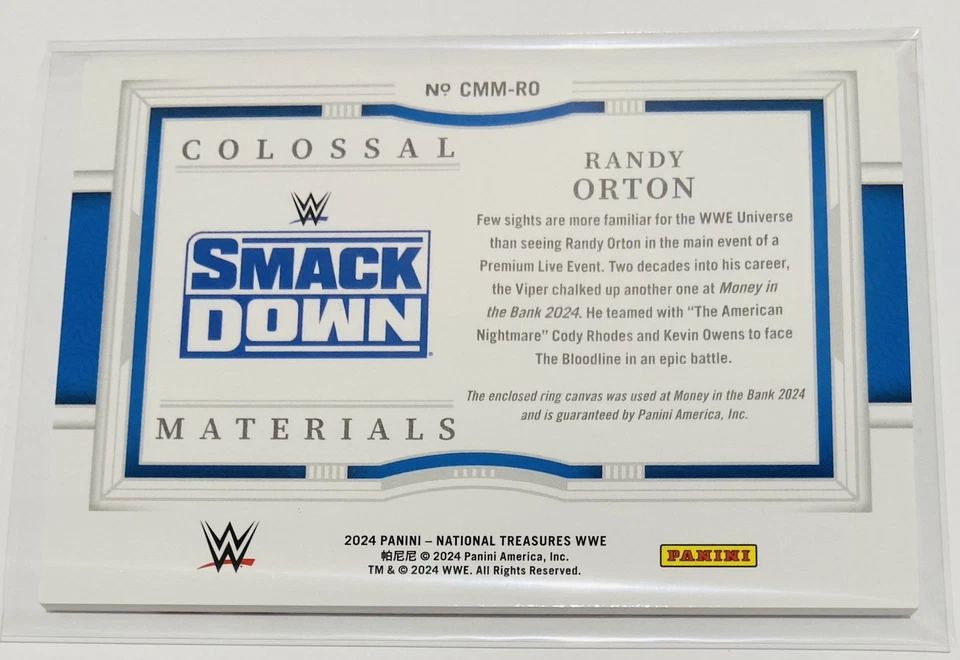 Nº CMM-RO
COLOSSAL
W
SMACK
DOWN
MATERIALS
RANDY
ORTON
Few sights are more familiar for the WWE Universe
than seeing Randy Orton in the main event of a
Premium Live Event. Two decades into his career,
the Viper chalked up another one at Money in
the Bank 2024. He teamed with “The American
Nightmare” Cody Rhodes and Kevin Owens to face
The Bloodline in an epic battle.
The enclosed ring canvas was used at Money in the Bank 2024
and is guaranteed by Panini America, Inc.
W
2024 PANINI – NATIONAL TREASURES WWE
帕尼尼 © 2024 Panini America, Inc.
TM & © 2024 WWE. All Rights Reserved.
PANINI